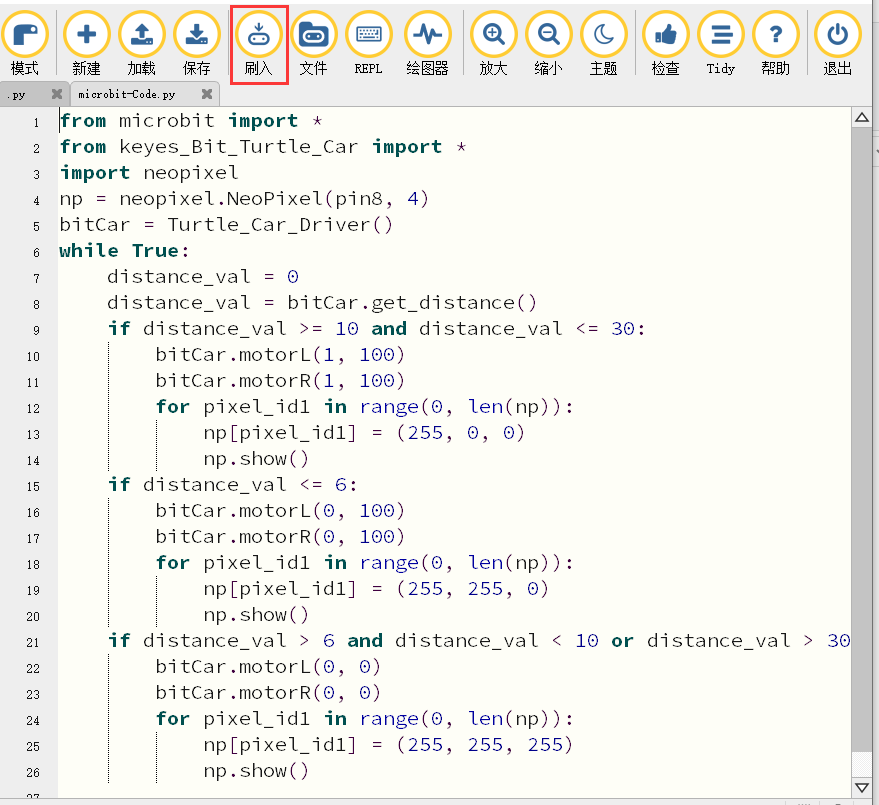 模式 新建 加载 保存 刷入 文件 REPL 绘图器 放大 缩小 主题 检查 Tidy 帮助 退出
.py microbit-Code.py
1 from microbit import *
2 from keyes_Bit_Turtle_Car import *
3 import neopixel
4 np = neopixel.NeoPixel(pin8, 4)
5 bitCar = Turtle_Car_Driver()
6 while True:
7 distance_val = 0
8 distance_val = bitCar.get_distance()
9 if distance_val >= 10 and distance_val <= 30:
10 bitCar.motorL(1, 100)
11 bitCar.motorR(1, 100)
12 for pixel_id1 in range(0, len(np)):
13 np[pixel_id1] = (255, 0, 0)
14 np.show()
15 if distance_val <= 6:
16 bitCar.motorL(0, 100)
17 bitCar.motorR(0, 100)
18 for pixel_id1 in range(0, len(np)):
19 np[pixel_id1] = (255, 255, 0)
20 np.show()
21 if distance_val > 6 and distance_val < 10 or distance_val > 30
22 bitCar.motorL(0, 0)
23 bitCar.motorR(0, 0)
24 for pixel_id1 in range(0, len(np)):
25 np[pixel_id1] = (255, 255, 255)
26 np.show()
27